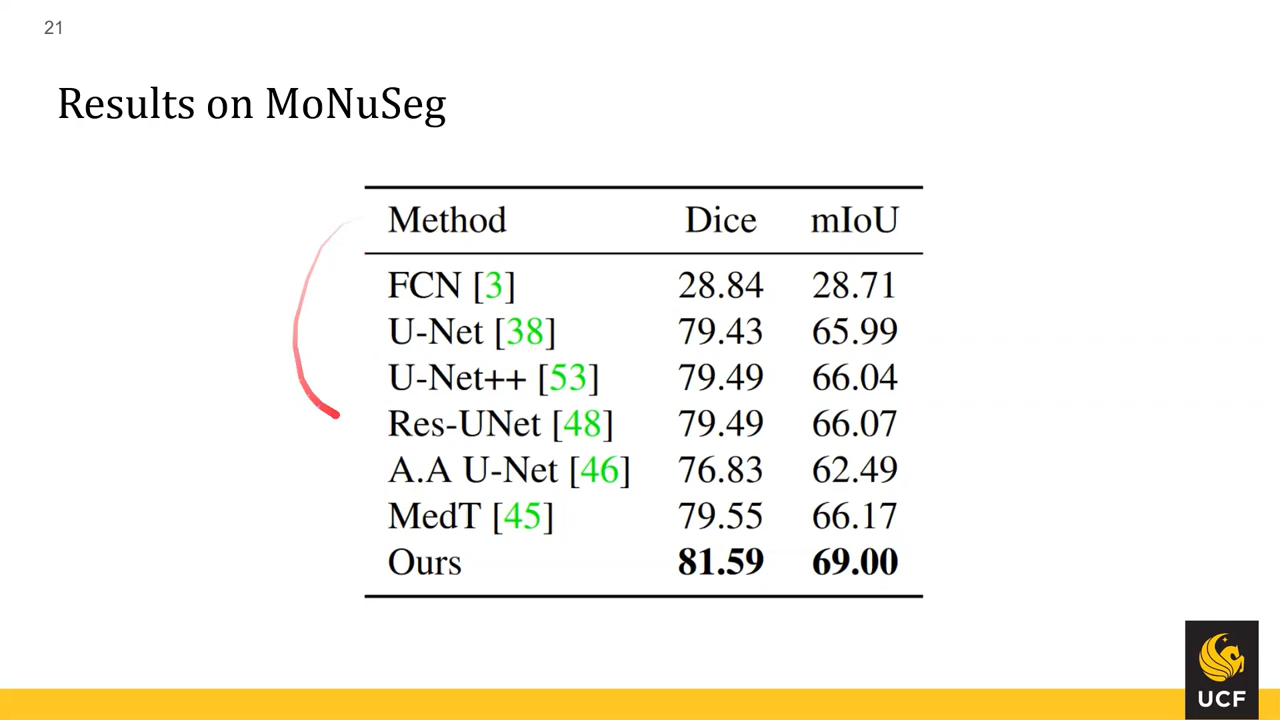 21
Results on MoNuSeg
Method Dice mIoU
FCN [3] 28.84 28.71
U-Net [38] 79.43 65.99
U-Net++ [53] 79.49 66.04
Res-UNet [48] 79.49 66.07
A.A U-Net [46] 76.83 62.49
MedT [45] 79.55 66.17
Ours 81.59 69.00
UCF